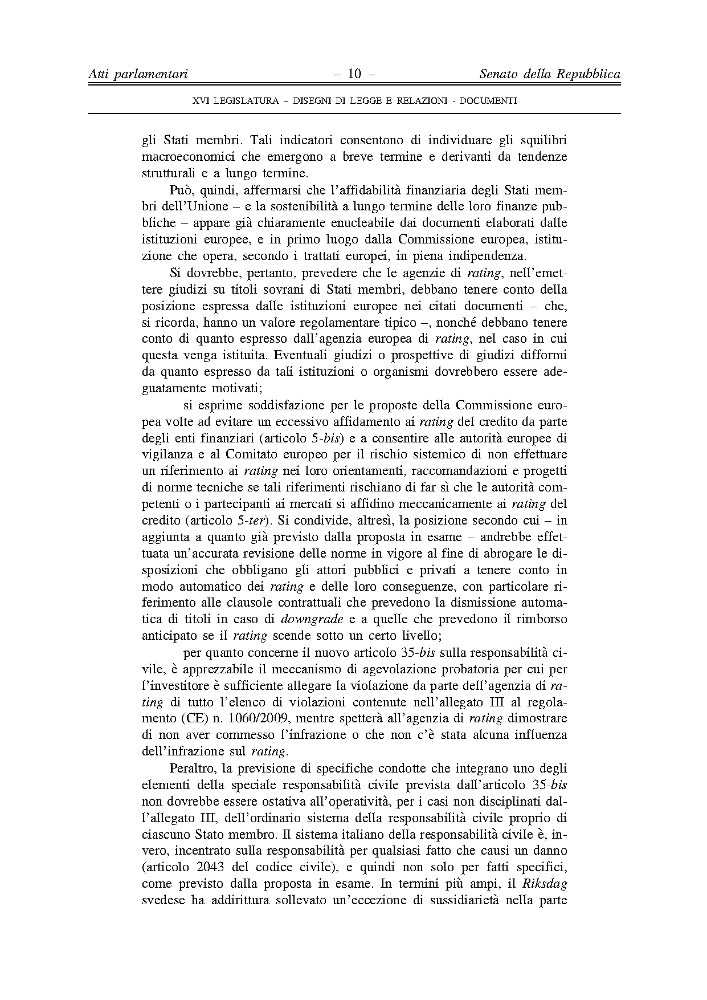 Atti parlamentari – 10 – Senato della Repubblica
XVI LEGISLATURA – DISEGNI DI LEGGE E RELAZIONI - DOCUMENTI
gli Stati membri. Tali indicatori consentono di individuare gli squilibri
macroeconomici che emergono a breve termine e derivanti da tendenze
strutturali e a lungo termine.
Può, quindi, affermarsi che l’affidabilità finanziaria degli Stati mem-
bri dell’Unione – e la sostenibilità a lungo termine delle loro finanze pub-
bliche – appare già chiaramente enucleabile dai documenti elaborati dalle
istituzioni europee, e in primo luogo dalla Commissione europea, istitu-
zione che opera, secondo i trattati europei, in piena indipendenza.
Si dovrebbe, pertanto, prevedere che le agenzie di rating, nell’emet-
tere giudizi su titoli sovrani di Stati membri, debbano tenere conto della
posizione espressa dalle istituzioni europee nei citati documenti – che,
si ricorda, hanno un valore regolamentare tipico –, nonché debbano tenere
conto di quanto espresso dall’agenzia europea di rating, nel caso in cui
questa venga istituita. Eventuali giudizi o prospettive di giudizi difformi
da quanto espresso da tali istituzioni o organismi dovrebbero essere ade-
guatamente motivati;
si esprime soddisfazione per le proposte della Commissione euro-
pea volte ad evitare un eccessivo affidamento ai rating del credito da parte
degli enti finanziari (articolo 5-bis) e a consentire alle autorità europee di
vigilanza e al Comitato europeo per il rischio sistemico di non effettuare
un riferimento ai rating nei loro orientamenti, raccomandazioni e progetti
di norme tecniche se tali riferimenti rischiano di far sì che le autorità com-
petenti o i partecipanti ai mercati si affidino meccanicamente ai rating del
credito (articolo 5-ter). Si condivide, altresì, la posizione secondo cui – in
aggiunta a quanto già previsto dalla proposta in esame – andrebbe effet-
tuata un’accurata revisione delle norme in vigore al fine di abrogare le di-
sposizioni che obbligano gli attori pubblici e privati a tenere conto in
modo automatico dei rating e delle loro conseguenze, con particolare ri-
ferimento alle clausole contrattuali che prevedono la dismissione automa-
tica di titoli in caso di downgrade e a quelle che prevedono il rimborso
anticipato se il rating scende sotto un certo livello;
per quanto concerne il nuovo articolo 35-bis sulla responsabilità ci-
vile, è apprezzabile il meccanismo di agevolazione probatoria per cui per
l’investitore è sufficiente allegare la violazione da parte dell’agenzia di ra-
ting di tutto l’elenco di violazioni contenute nell’allegato III al regola-
mento (CE) n. 1060/2009, mentre spetterà all’agenzia di rating dimostrare
di non aver commesso l’infrazione o che non c’è stata alcuna influenza
dell’infrazione sul rating.
Peraltro, la previsione di specifiche condotte che integrano uno degli
elementi della speciale responsabilità civile prevista dall’articolo 35-bis
non dovrebbe essere ostativa all’operatività, per i casi non disciplinati dal-
l’allegato III, dell’ordinario sistema della responsabilità civile proprio di
ciascuno Stato membro. Il sistema italiano della responsabilità civile è, in-
vero, incentrato sulla responsabilità per qualsiasi fatto che causi un danno
(articolo 2043 del codice civile), e quindi non solo per fatti specifici,
come previsto dalla proposta in esame. In termini più ampi, il Riksdag
svedese ha addirittura sollevato un’eccezione di sussidiarietà nella parte